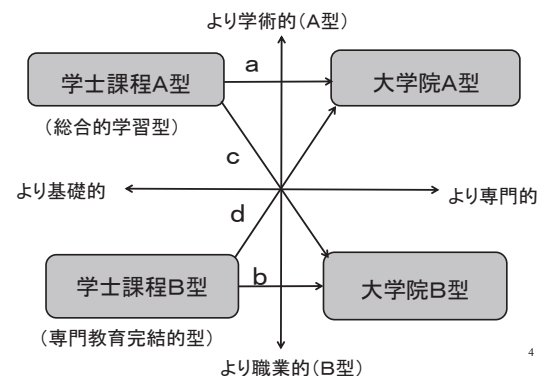 より学術的(A型)
学士課程A型
a
大学院A型
(総合的学習型)
c
より基礎的
より専門的
d
学士課程B型
b
大学院B型
(専門教育完結的型)
より職業的(B型)
4